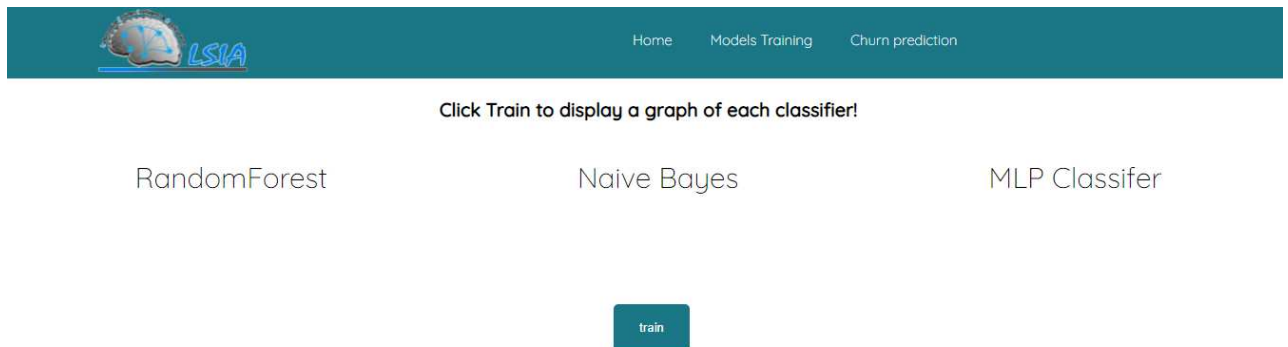 LSIA
Home Models Training Churn prediction
Click Train to display a graph of each classifier!
RandomForest Naive Bayes MLP Classifer
train